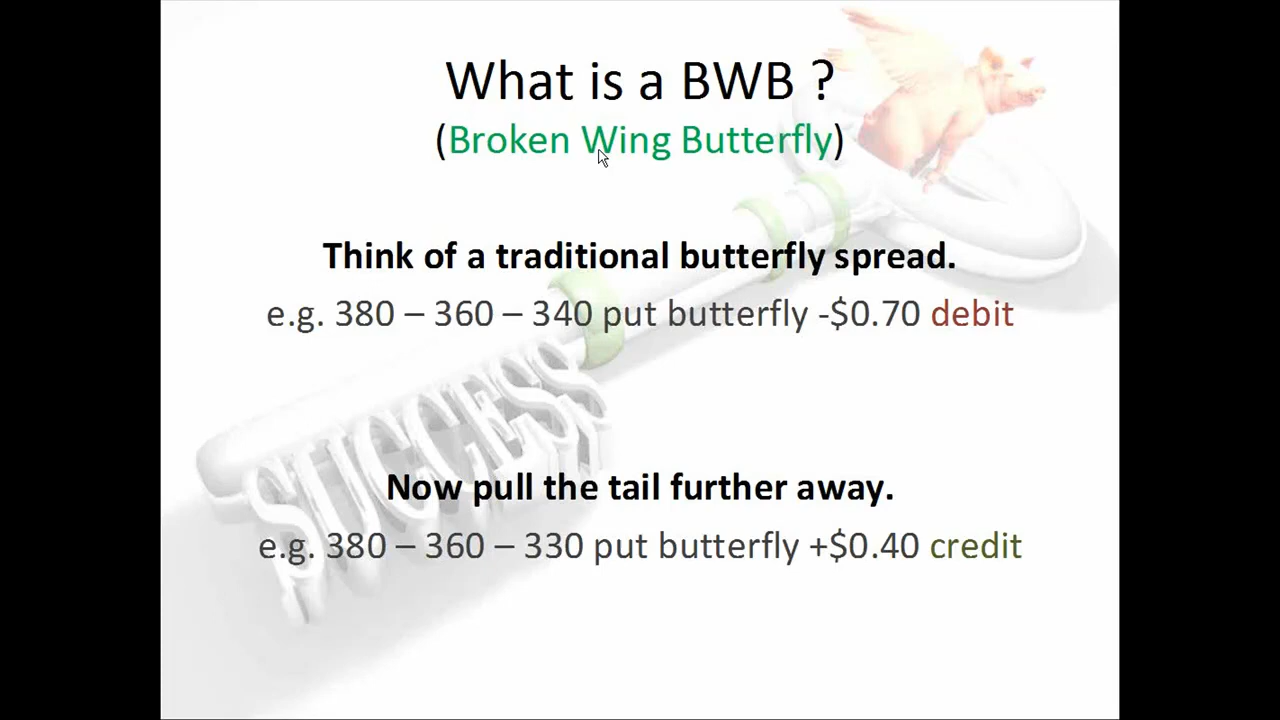 What is a BWB ?
(Broken Wing Butterfly)
Think of a traditional butterfly spread.
e.g. 380 – 360 – 340 put butterfly -$0.70 debit
SUCCESS
Now pull the tail further away.
e.g. 380 – 360 – 330 put butterfly +$0.40 credit